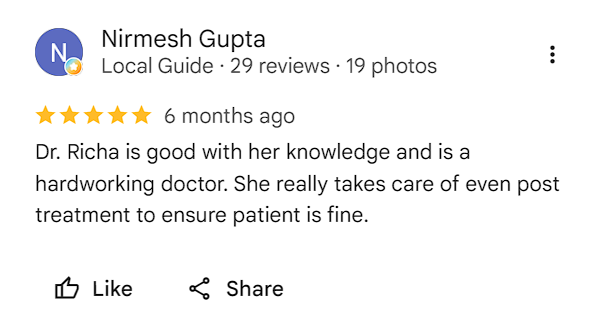 N
Nirmesh Gupta
Local Guide · 29 reviews · 19 photos
6 months ago
Dr. Richa is good with her knowledge and is a
hardworking doctor. She really takes care of even post
treatment to ensure patient is fine.
Like Share